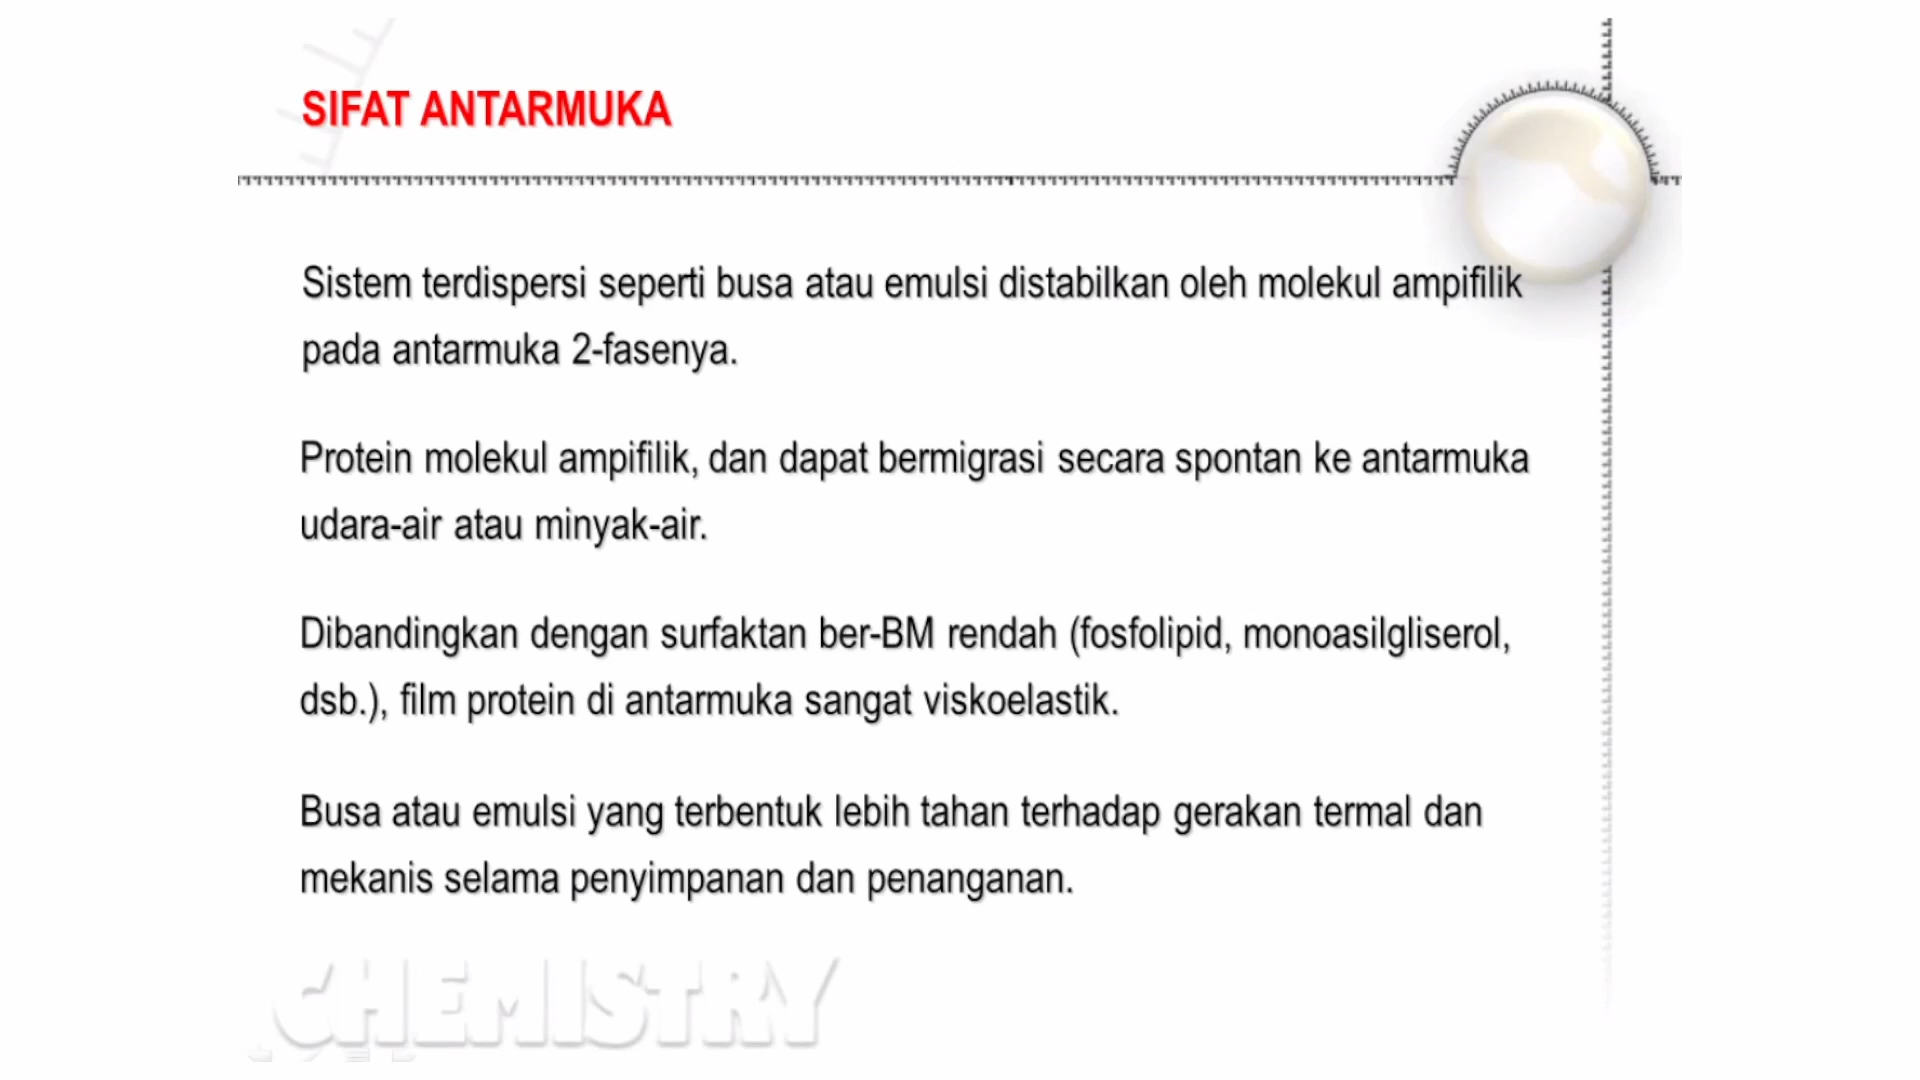 SIFAT ANTARMUKA
Sistem terdispersi seperti busa atau emulsi distabilkan oleh molekul ampifilik
pada antarmuka 2-fasenya.
Protein molekul ampifilik, dan dapat bermigrasi secara spontan ke antarmuka
udara-air atau minyak-air.
Dibandingkan dengan surfaktan ber-BM rendah (fosfolipid, monoasilgliserol,
dsb.), film protein di antarmuka sangat viskoelastik.
Busa atau emulsi yang terbentuk lebih tahan terhadap gerakan termal dan
mekanis selama penyimpanan dan penanganan.
CHEMISTRY